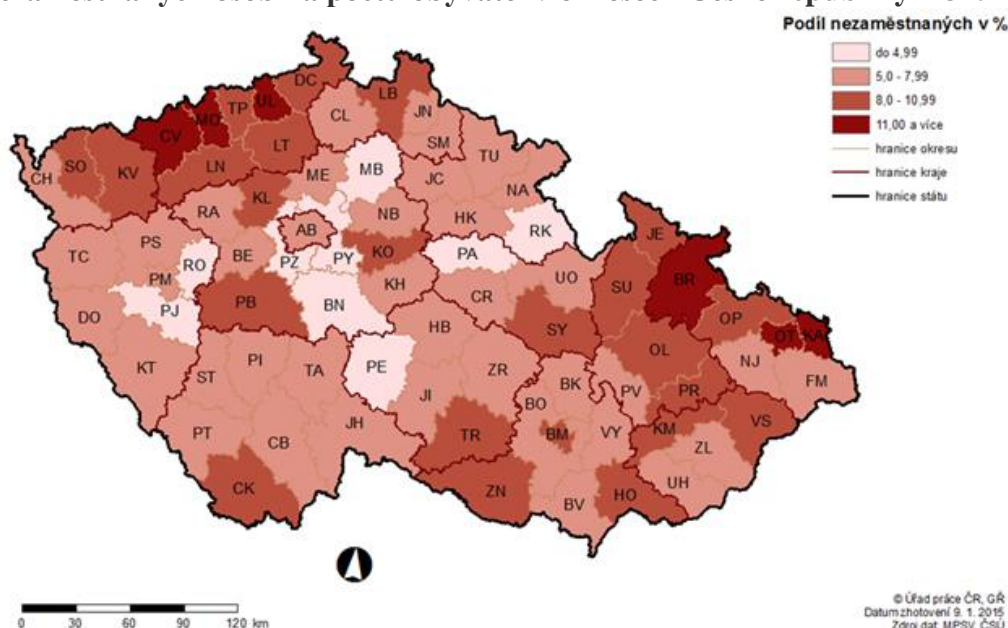 Podíl nezaměstnaných v %
do 4,99
5,0 - 7,99
8,0 - 10,99
11,00 a více
hranice okresu
hranice kraje
hranice státu
DC
LB
UL
TP
MO
CL
JN
CV
LT
SM
TU
SO
KV
LN
ME
MB
JC
CH
NA
KL
RA
NB
HK
AB
RK
JE
PS
KO
PA
TC
RO
BE
PZ
PY
PM
KH
UO
SU
BR
PB
BN
CR
PJ
DO
OP
HB
SY
OT
KA
OL
KT
PI
NJ
ST
TA
PE
ZR
FM
BK
PR
JI
PV
BO
JH
VS
PT
TR
BM
VY
KM
CB
ZL
CK
ZN
UH
HO
BV
0 30 60 90 120 km
© Úřad práce ČR, GŘ
Datum zhotovení 9. 1. 2015
Zdroj dat: MPSV, ČSÚ